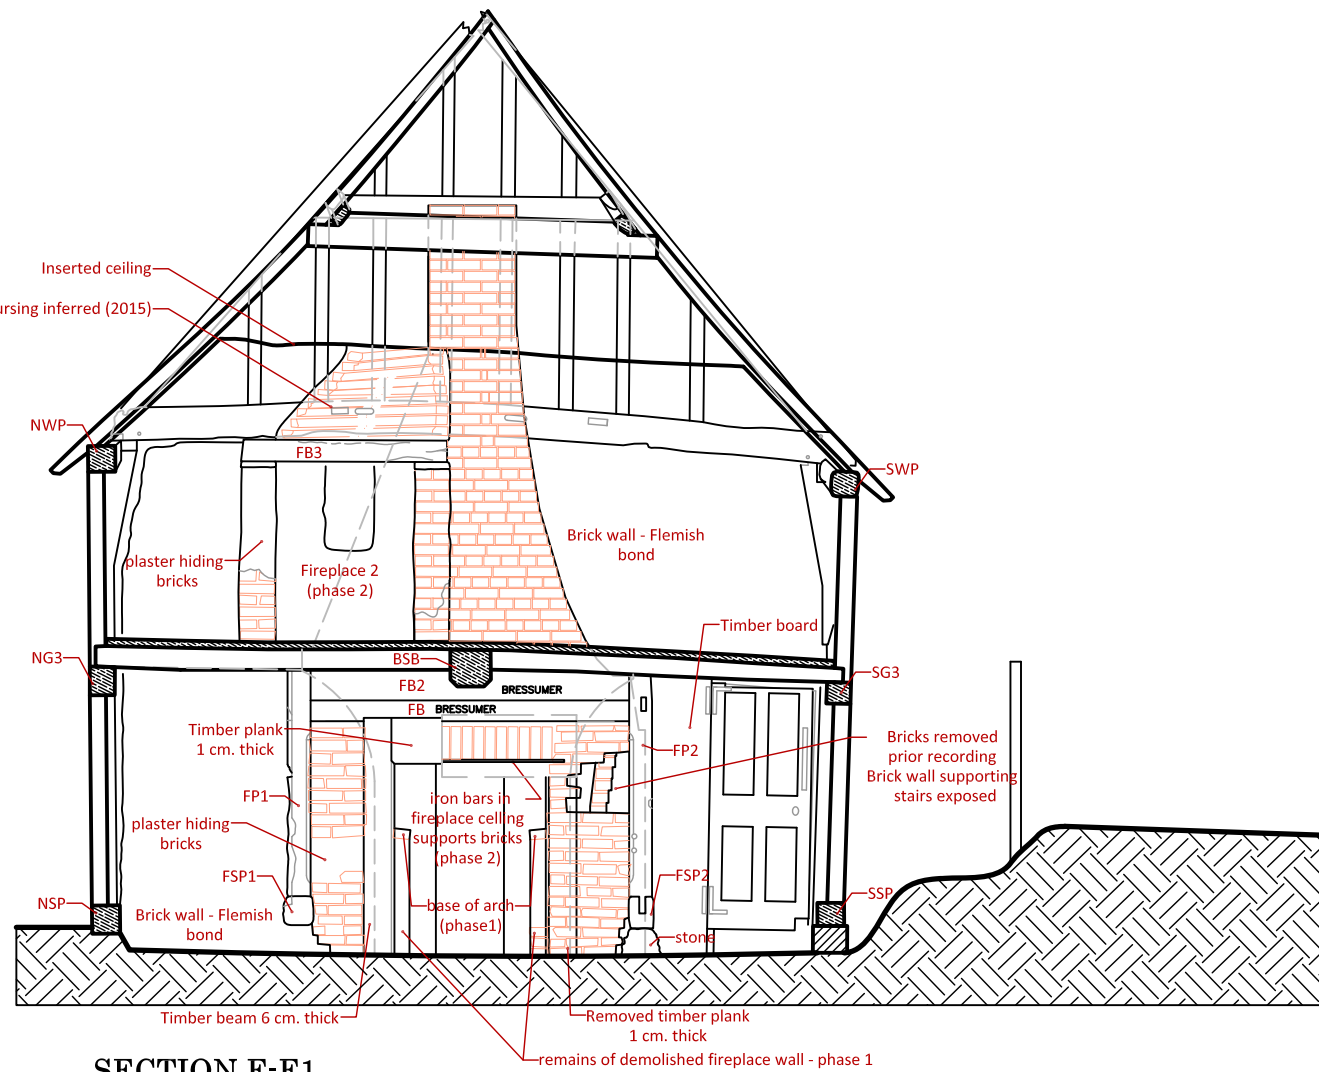 Inserted ceiling
inferred (2015)
NWP
SWP
FB3
Brick wall - Flemish
bond
plaster hiding
bricks
Fireplace 2
(phase 2)
Timber board
NG3
BSB
SG3
FB2
BRESSUMER
FB
BRESSUMER
Timber plank
1 cm. thick
FP2
Bricks removed
prior recording
Brick wall supporting
stairs exposed
FP1
iron bars in
fireplace celling
supports bricks
(phase 2)
plaster hiding
bricks
FSP1
FSP2
NSP
SSP
base of arch
(phase1)
Brick wall - Flemish
bond
stone
Timber beam 6 cm. thick
Removed timber plank
1 cm. thick
remains of demolished fireplace wall - phase 1
SECTION